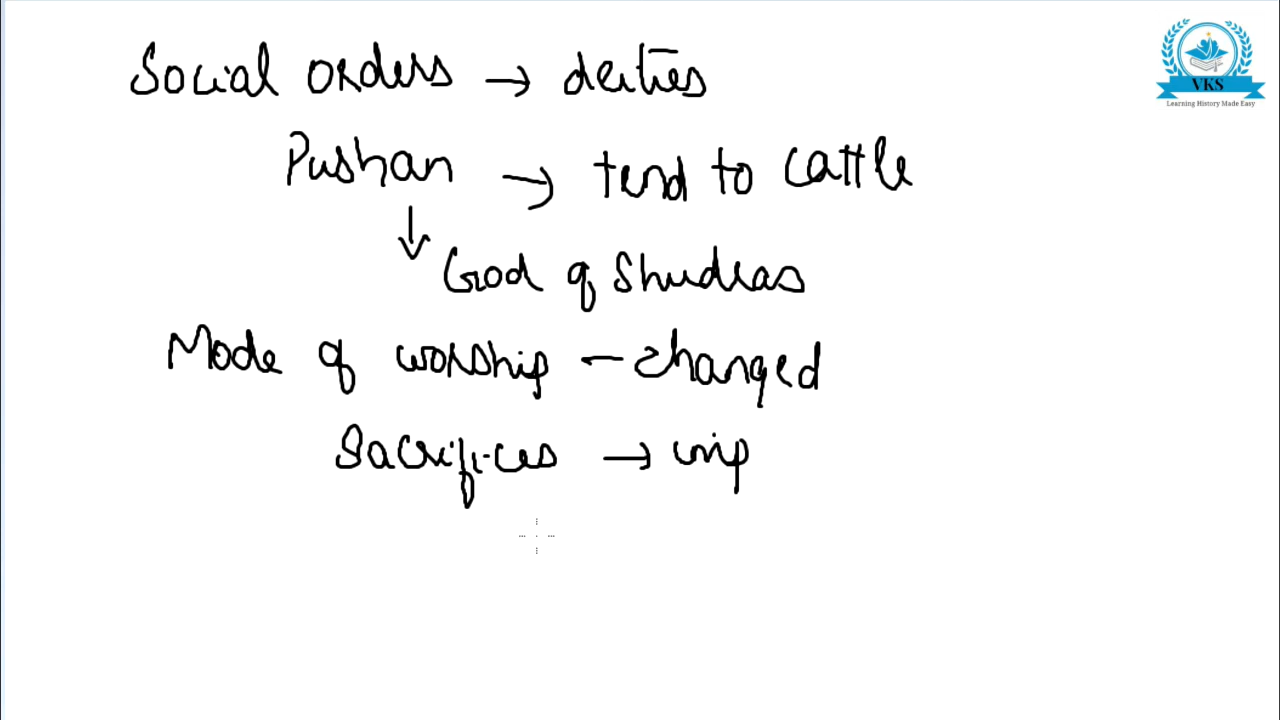 Social orders → deities
VKS
Learning History Made Easy
Pushan → tend to cattle
↓
God of Shudras
Mode of worship - changed
Sacrifices → imp